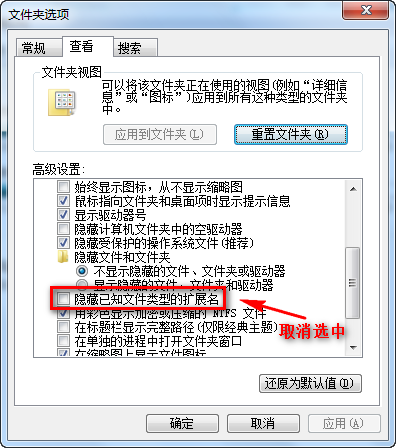 文件夹选项
常规
查看
搜索
文件夹视图
可以将该文件夹正在使用的视图(例如“详细信
息”或“图标”)应用到所有这种类型的文件夹
中。
应用到文件夹(L)
重置文件夹(R)
高级设置:
始终显示图标，从不显示缩略图
鼠标指向文件夹和桌面项时显示提示信息
显示驱动器号
隐藏计算机文件夹中的空驱动器
隐藏受保护的操作系统文件(推荐)
隐藏文件和文件夹
不显示隐藏的文件、文件夹或驱动器
显示隐藏的文件、文件夹和驱动器
隐藏已知文件类型的扩展名
用彩色显示加密或压缩的 NTFS 文件
在标题栏显示完整路径(仅限经典主题)
在单独的进程中打开文件夹窗口
在缩略图上显示文件图标
取消选中
还原为默认值(D)
确定
取消
应用(A)